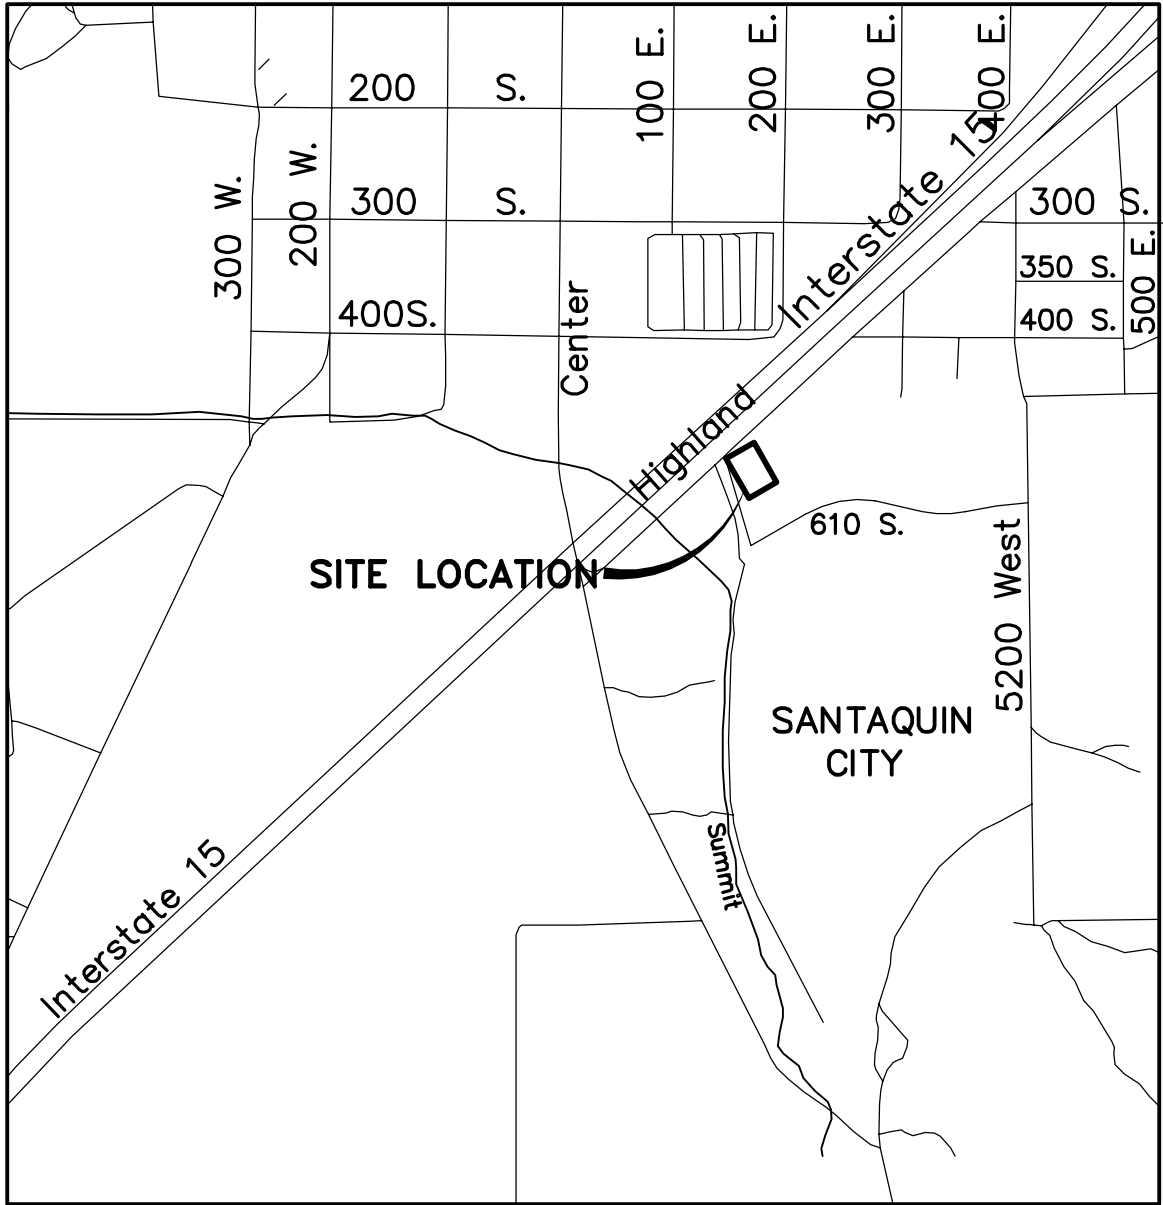 100 E.
200 E.
300 E.
400 E.
200 S.
300 W.
200 W.
300 S.
300 S.
Interstate 15
350 S.
500 E.
400S.
400 S.
Center
Highland
610 S.
SITE LOCATION
5200 West
SANTAQUIN
CITY
Summit
Interstate 15